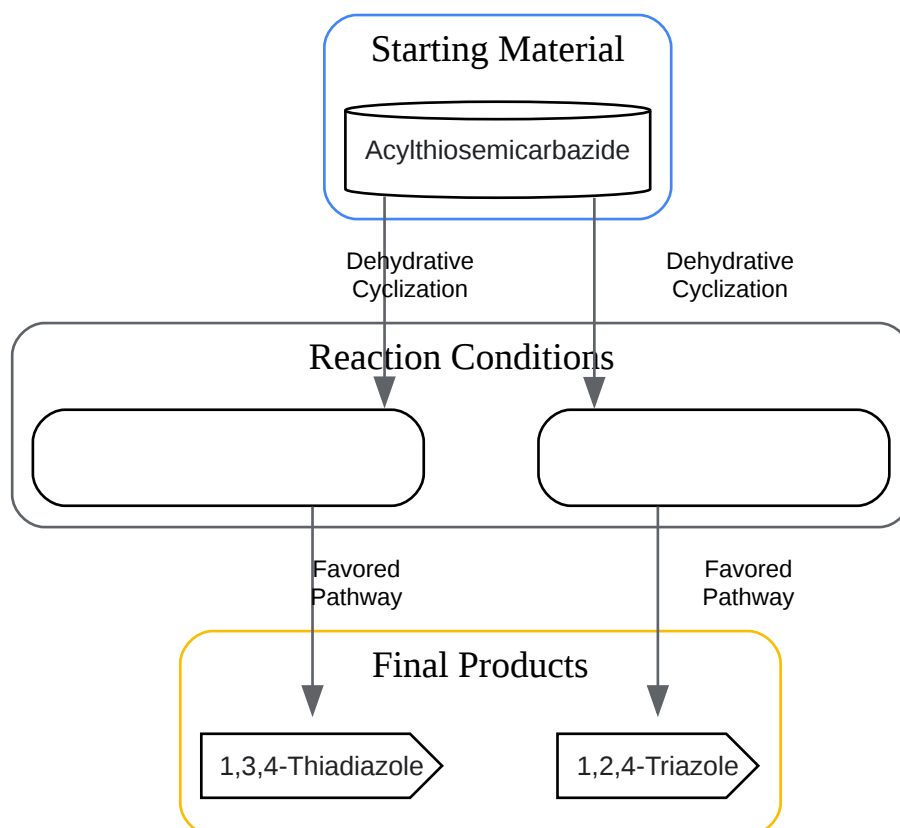 Starting Material
Acylthiosemicarbazide
Dehydrative
Cyclization
Dehydrative
Cyclization
Reaction Conditions
Favored
Pathway
Favored
Pathway
Final Products
1,3,4-Thiadiazole
1,2,4-Triazole